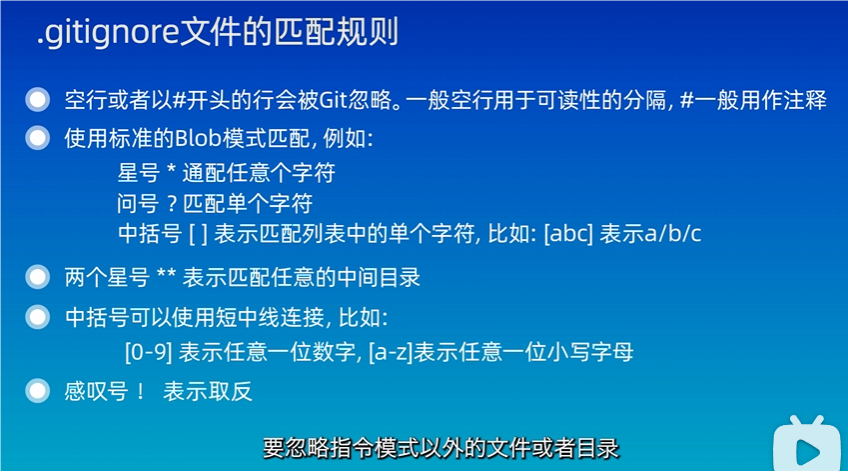 .gitignore文件的匹配规则
空行或者以#开头的行会被Git忽略。一般空行用于可读性的分隔, #一般用作注释
使用标准的Blob模式匹配, 例如:
星号 * 通配任意个字符
问号 ? 匹配单个字符
中括号 [ ] 表示匹配列表中的单个字符, 比如: [abc] 表示a/b/c
两个星号 ** 表示匹配任意的中间目录
中括号可以使用短中线连接, 比如:
[0-9] 表示任意一位数字, [a-z]表示任意一位小写字母
感叹号 ! 表示取反
要忽略指令模式以外的文件或者目录